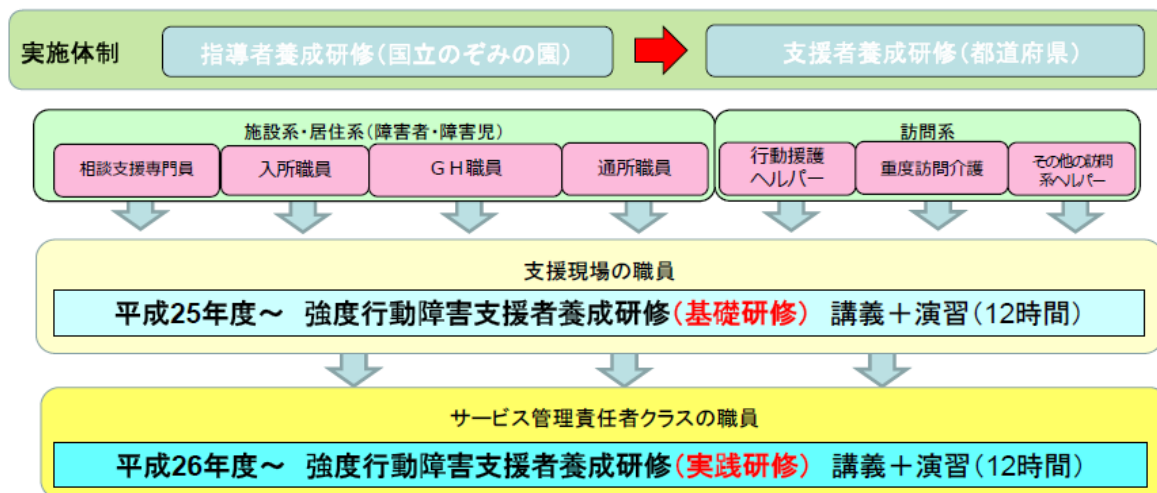 実施体制
指導者養成研修(国立のぞみの園)
支援者養成研修(都道府県)
施設系・居住系(障害者・障害児)
訪問系
相談支援専門員
入所職員
GH職員
通所職員
行動援護
ヘルパー
重度訪問介護
その他の訪問
系ヘルパー
支援現場の職員
平成25年度~ 強度行動障害支援者養成研修(基礎研修) 講義+演習(12時間)
サービス管理責任者クラスの職員
平成26年度~ 強度行動障害支援者養成研修(実践研修) 講義+演習(12時間)